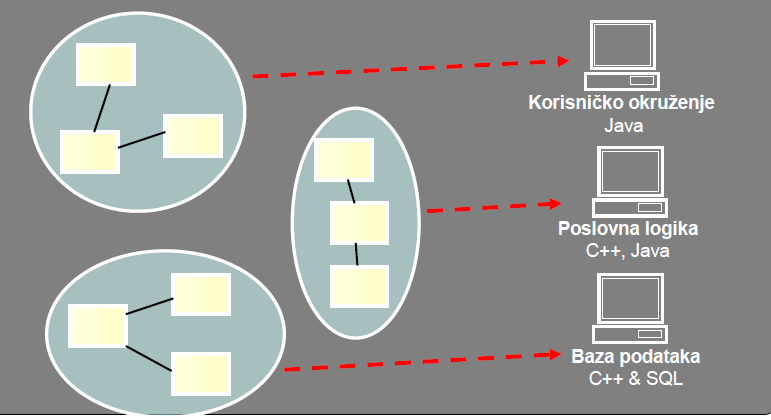 Korisničko okruženje
Java
Poslovna logika
C++, Java
Baza podataka
C++ & SQL